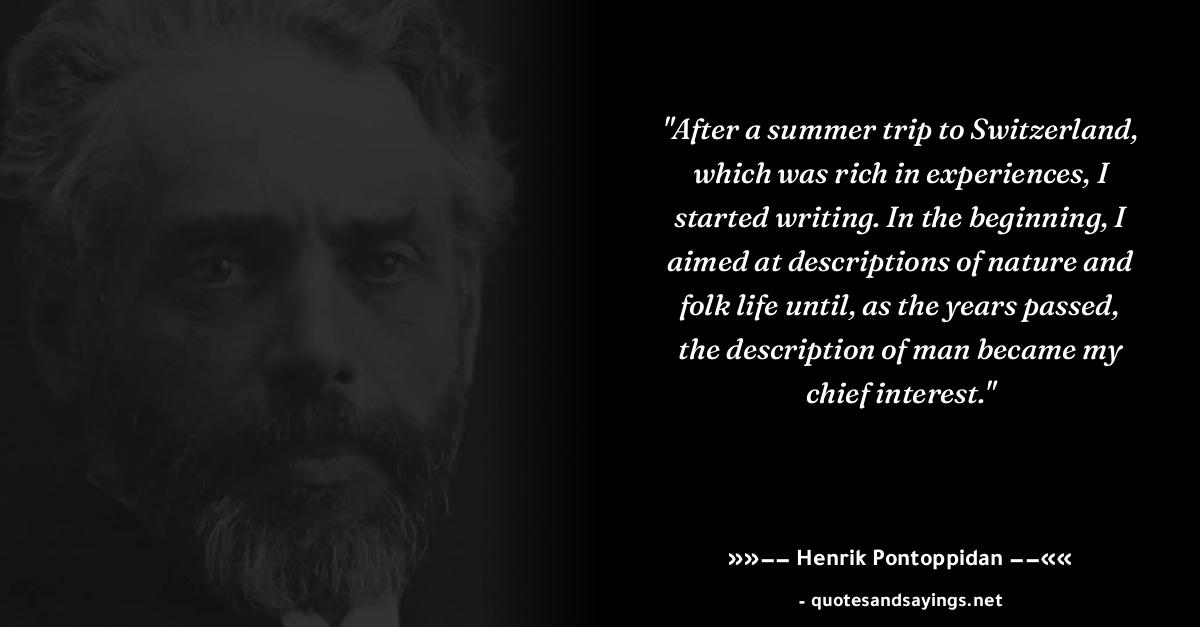 "After a summer trip to Switzerland,
which was rich in experiences, I
started writing. In the beginning, I
aimed at descriptions of nature and
folk life until, as the years passed,
the description of man became my
chief interest."
»»−− Henrik Pontoppidan −−««
- quotesandsayings.net